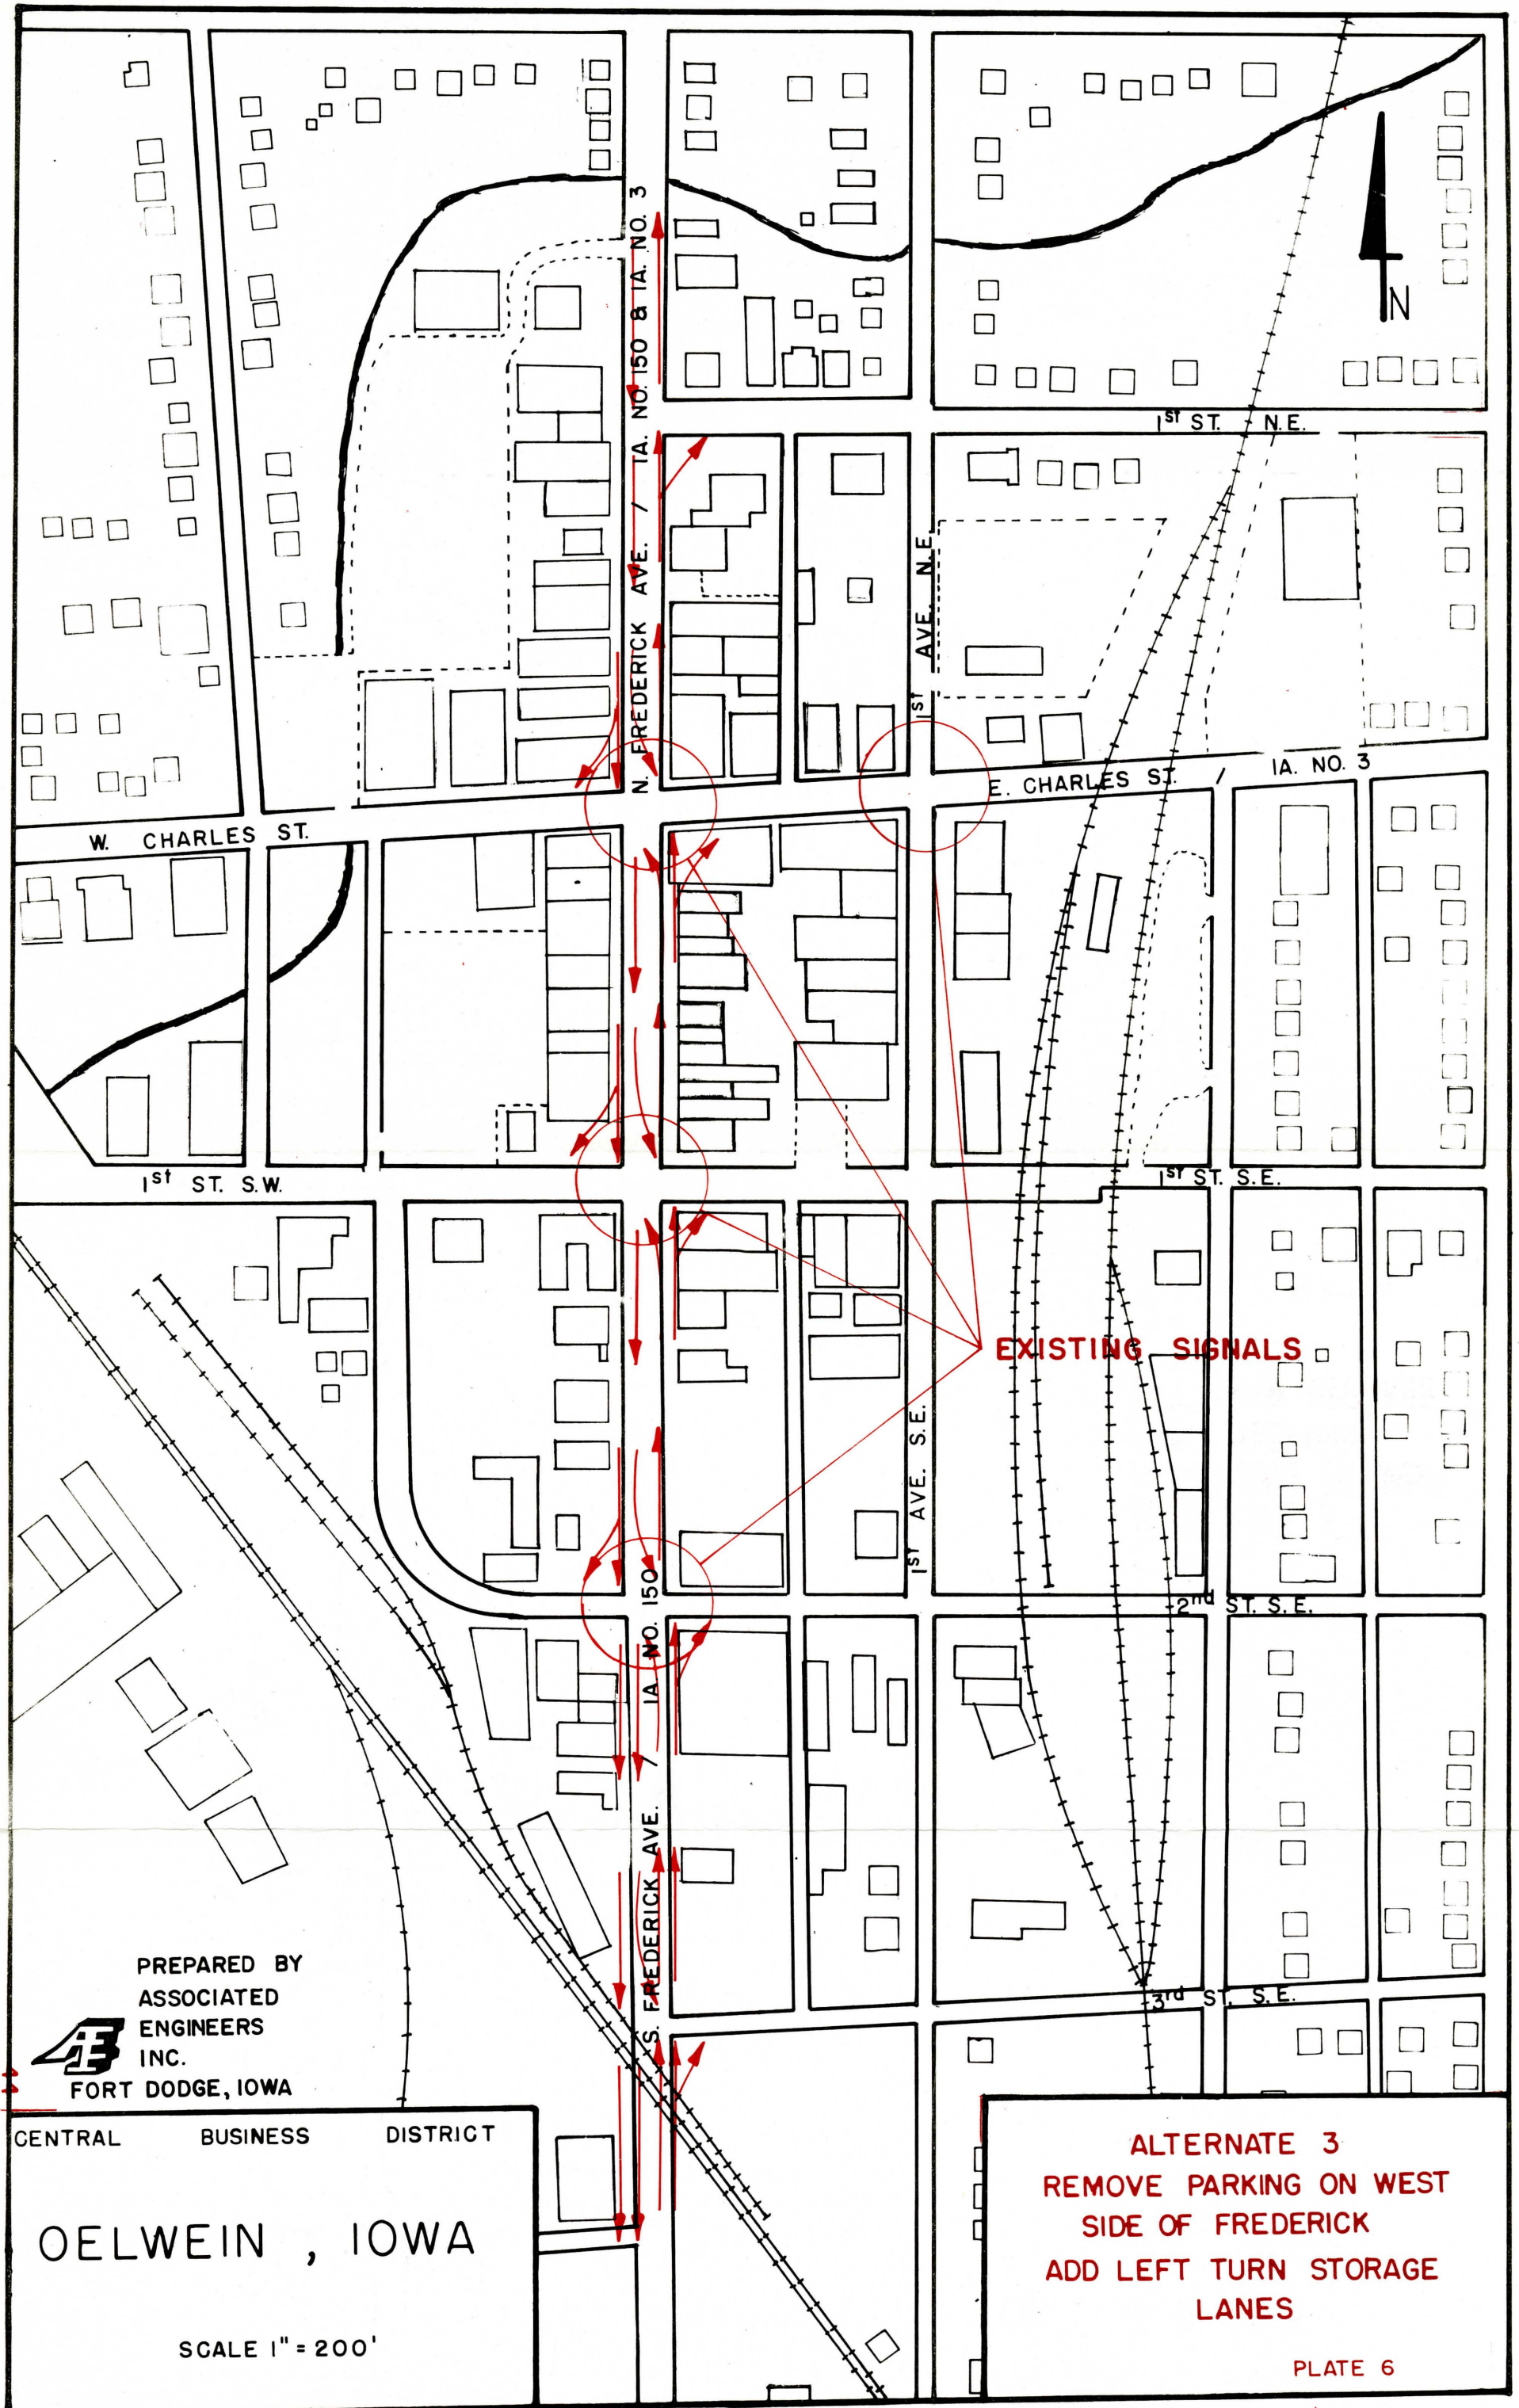 N. FREDERICK AVE. / IA. NO. 150 & IA. NO. 3
N
1ST ST. N.E.
1ST AVE. N.E.
E. CHARLES ST. / IA. NO. 3
W. CHARLES ST.
1st ST. S.W.
1st ST. S.E.
EXISTING SIGNALS
1ST AVE. S.E.
2nd ST. S.E.
S. FREDERICK AVE. / IA NO. 150
3rd ST. S.E.
PREPARED BY
ASSOCIATED
ENGINEERS
INC.
FORT DODGE, IOWA
AE
CENTRAL BUSINESS DISTRICT
OELWEIN , IOWA
SCALE 1" = 200'
ALTERNATE 3
REMOVE PARKING ON WEST
SIDE OF FREDERICK
ADD LEFT TURN STORAGE
LANES
PLATE 6